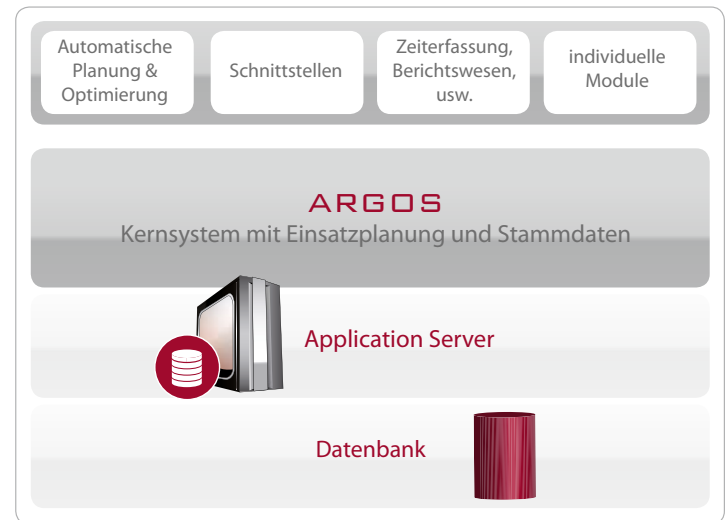 Automatische
Planung &
Optimierung
Schnittstellen
Zeiterfassung,
Berichtswesen,
usw.
individuelle
Module
ARGOS
Kernsystem mit Einsatzplanung und Stammdaten
Application Server
Datenbank